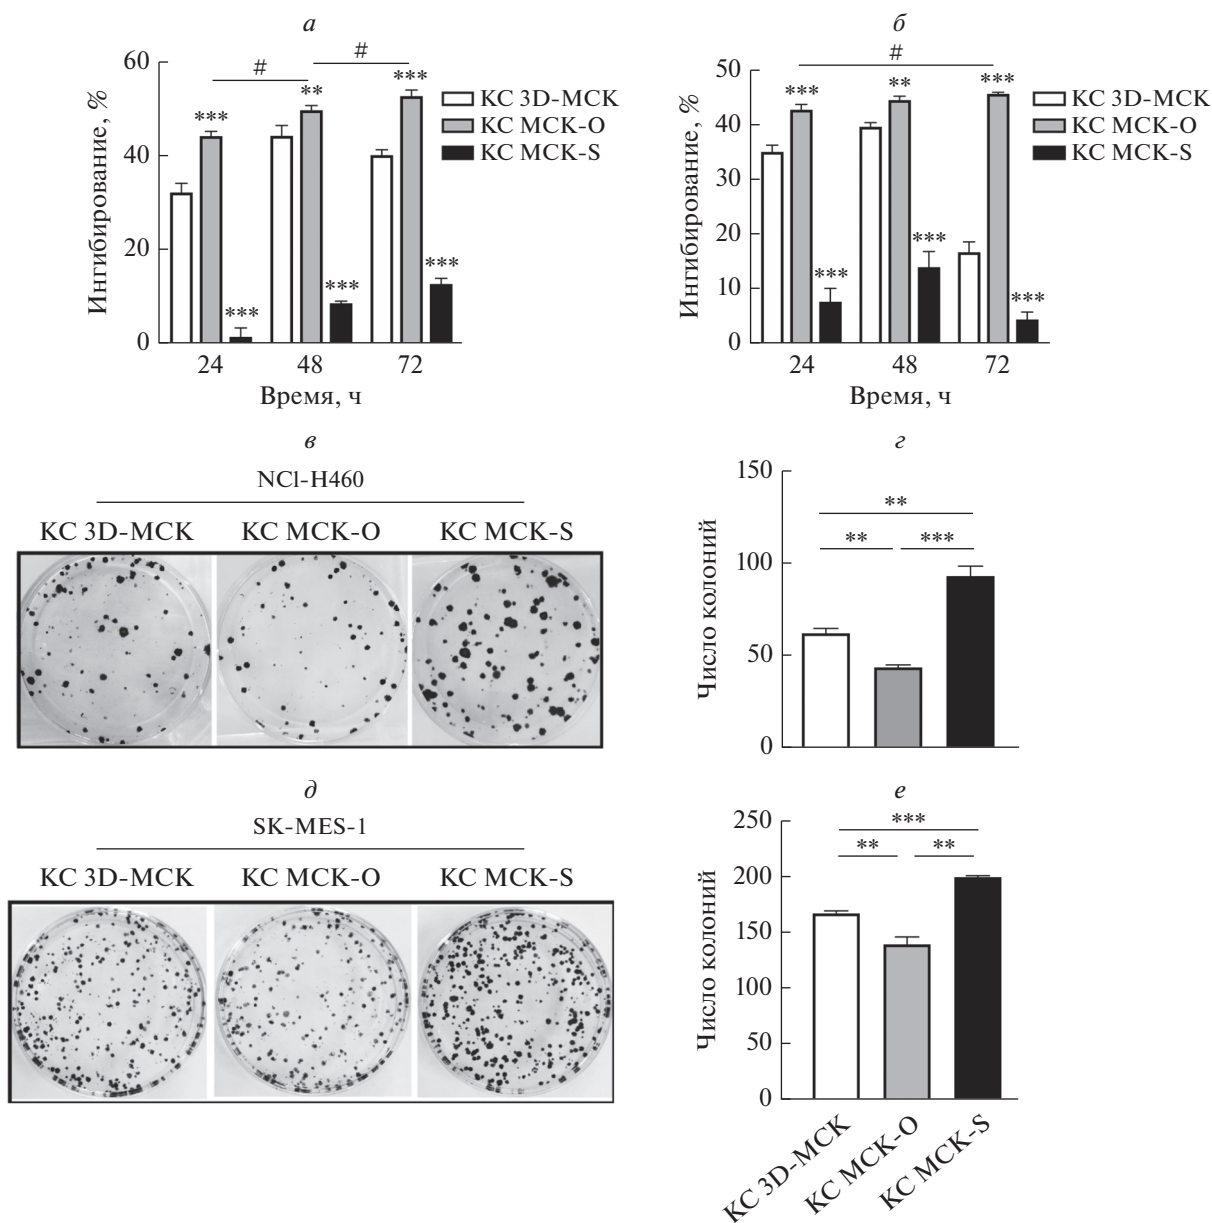 а
Ингибирование, %
60
40
20
0
#
#
***
**
***
***
***
***
24
48
72
Время, ч
КС 3D-МСК
КС МСК-O
КС МСК-S
б
Ингибирование, %
50
40
30
20
10
0
#
***
**
***
***
***
***
24
48
72
Время, ч
КС 3D-МСК
КС МСК-O
КС МСК-S
в
NCl-H460
КС 3D-МСК КС МСК-O КС МСК-S
г
Число колоний
150
100
50
0
**
** ***
д
SK-MES-1
КС 3D-МСК КС МСК-O КС МСК-S
е
Число колоний
250
200
150
100
50
0
***
** **
КС 3D-МСК
КС МСК-O
КС МСК-S